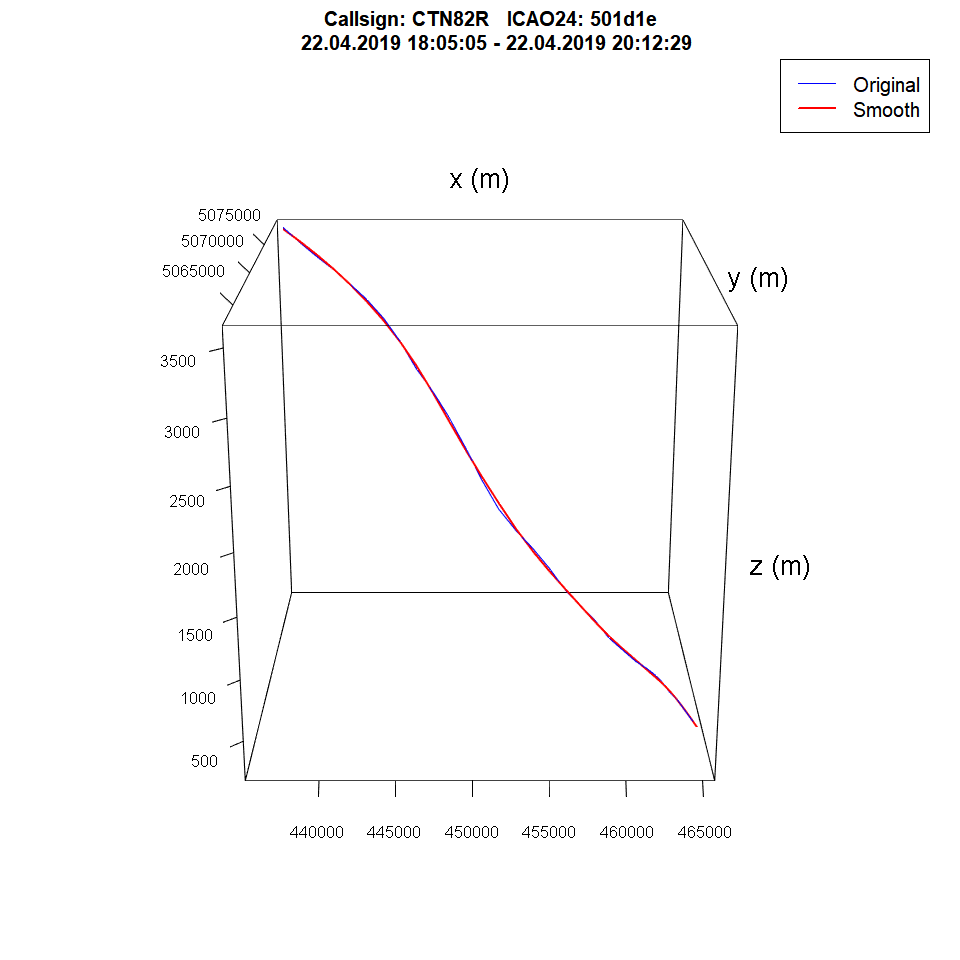 Callsign: CTN82R   ICAO24: 501d1e
22.04.2019 18:05:05 - 22.04.2019 20:12:29
Original
Smooth
x (m)
5075000
5070000
5065000
y (m)
3500
3000
2500
2000
z (m)
1500
1000
500
440000 445000 450000 455000 460000 465000